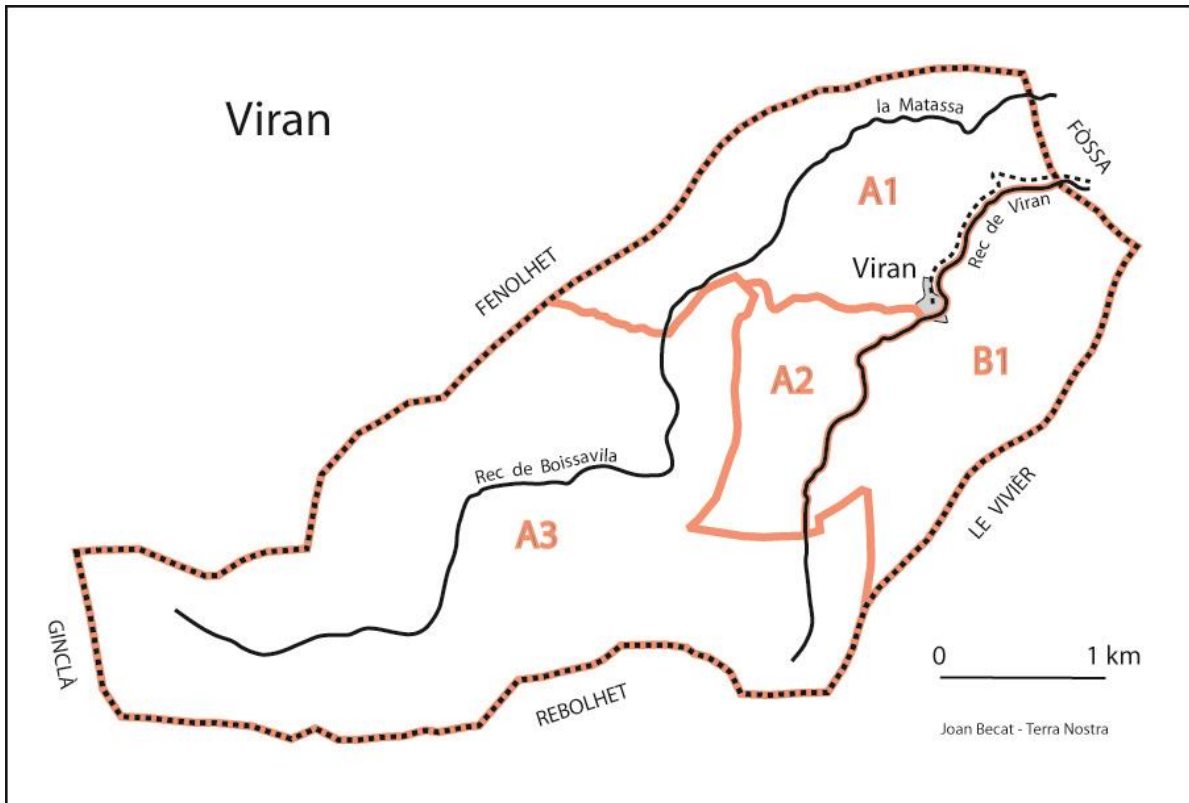 Viran
la Matassa
FÒSSA
A1
Rec de Viran
FENOLHET
Viran
A2
B1
Rec de Boissavila
A3
LE VIVIÈR
GINCLÀ
REBOLHET
0 1 km
Joan Becat - Terra Nostra